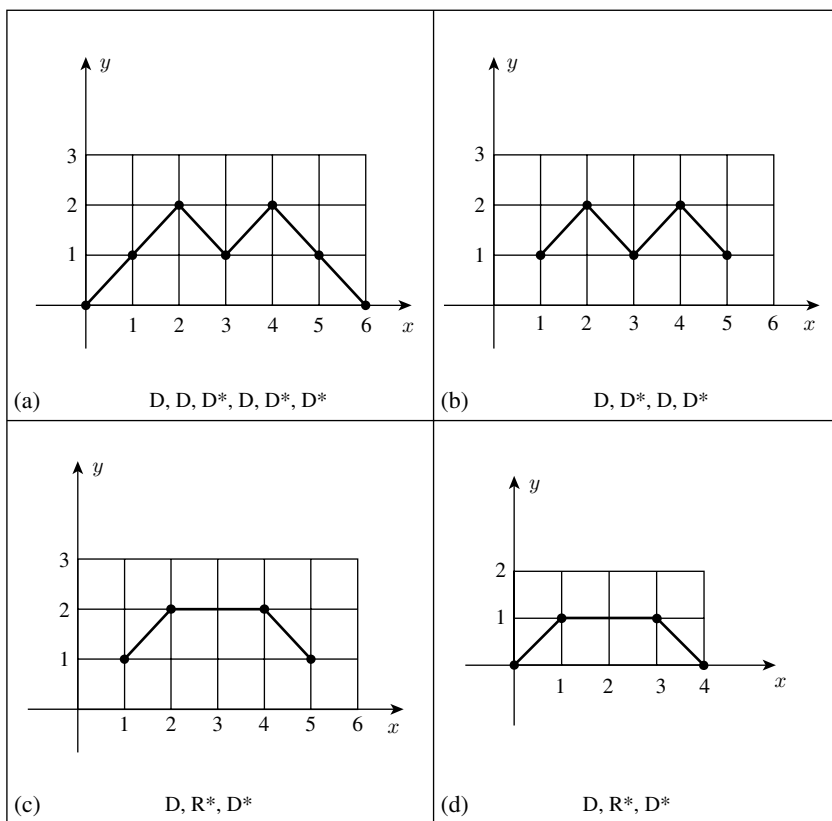 y
3
2
1
1 2 3 4 5 6 x
(a) D, D, D*, D, D*, D*
y
3
2
1
1 2 3 4 5 6 x
(b) D, D*, D, D*
y
3
2
1
1 2 3 4 5 6 x
(c) D, R*, D*
y
2
1
1 2 3 4 x
(d) D, R*, D*